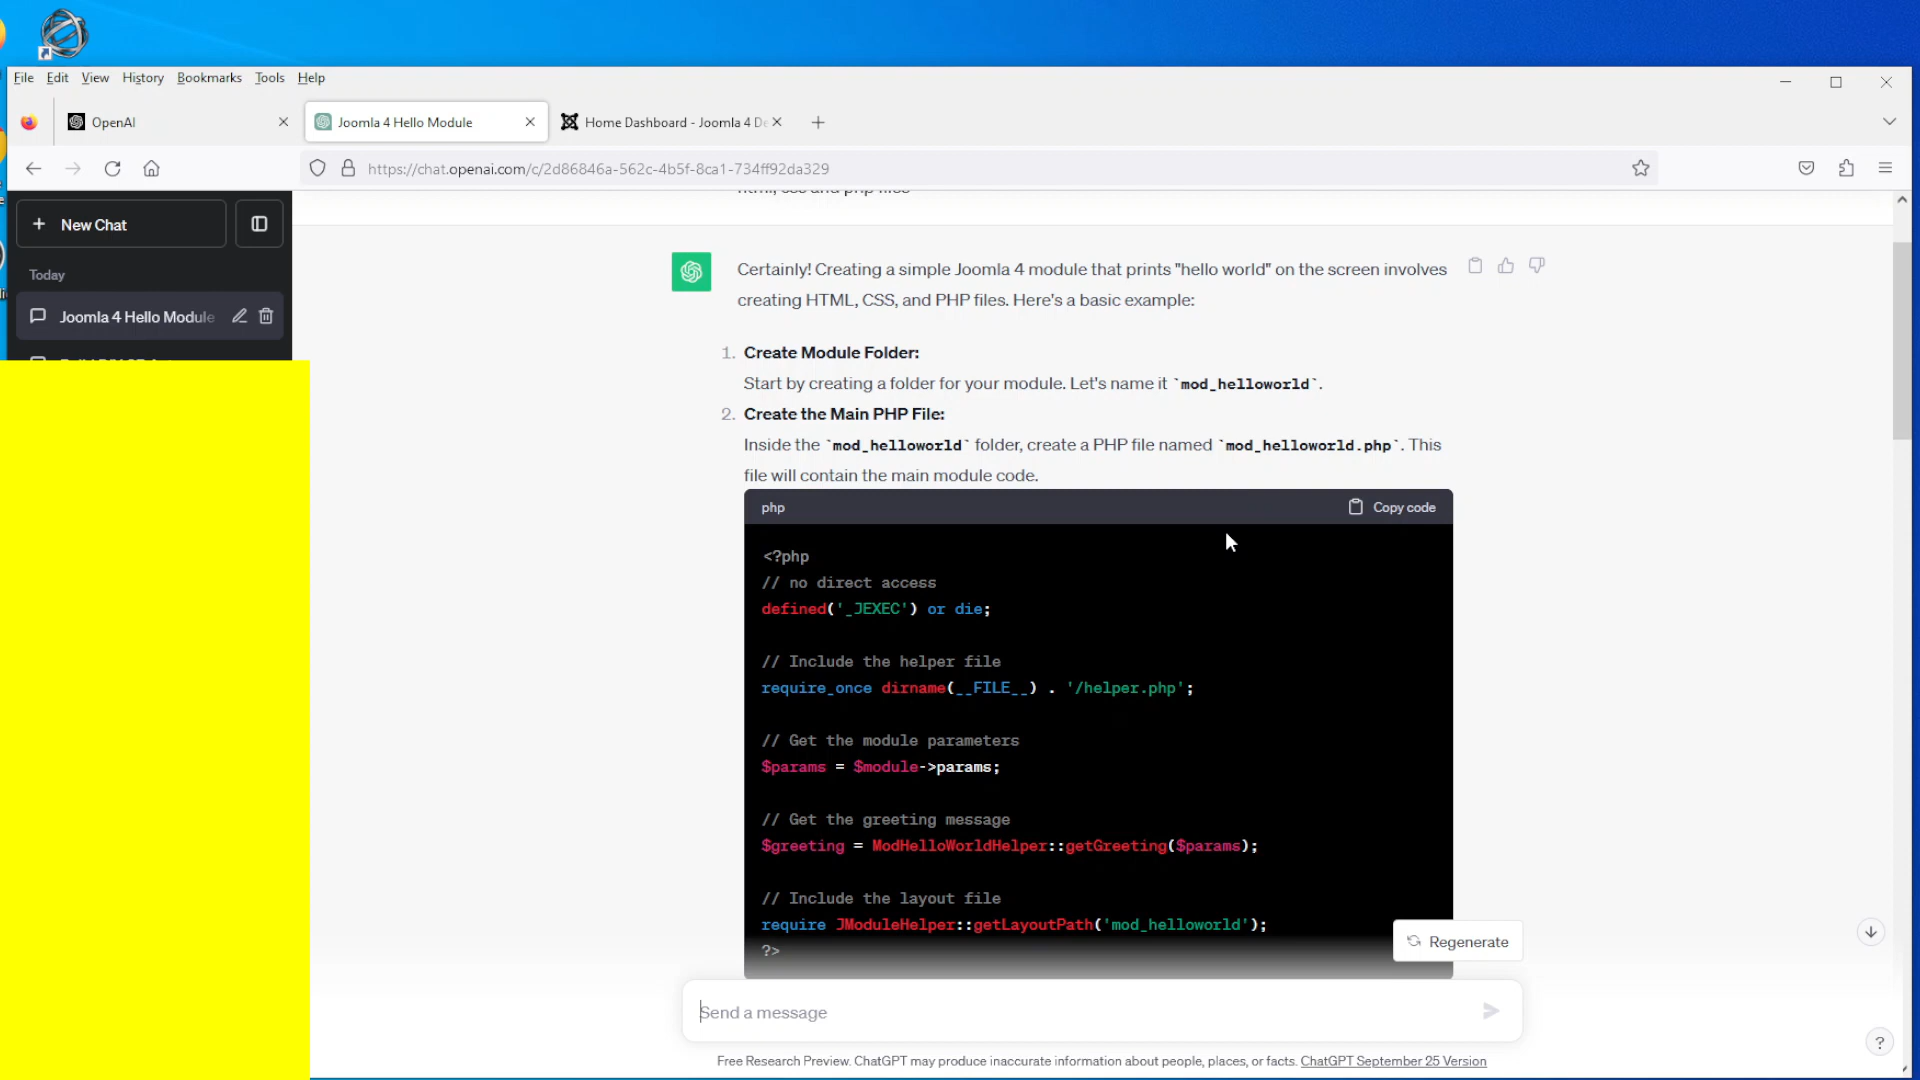 File Edit View History Bookmarks Tools Help
OpenAI
Joomla 4 Hello Module
Home Dashboard - Joomla 4 De
https://chat.openai.com/c/2d86846a-562c-4b5f-8ca1-734ff92da329
New Chat
Today
Joomla 4 Hello Module
html, css and php files
Certainly! Creating a simple Joomla 4 module that prints "hello world" on the screen involves
creating HTML, CSS, and PHP files. Here's a basic example:
1. Create Module Folder:
Start by creating a folder for your module. Let's name it `mod_helloworld`.
2. Create the Main PHP File:
Inside the `mod_helloworld` folder, create a PHP file named `mod_helloworld.php`. This
file will contain the main module code.
php
Copy code
<?php
// no direct access
defined('_JEXEC') or die;
// Include the helper file
require_once dirname(__FILE__) . '/helper.php';
// Get the module parameters
$params = $module->params;
// Get the greeting message
$greeting = ModHelloWorldHelper::getGreeting($params);
// Include the layout file
require JModuleHelper::getLayoutPath('mod_helloworld');
?>
Regenerate
Send a message
Free Research Preview. ChatGPT may produce inaccurate information about people, places, or facts. ChatGPT September 25 Version
?